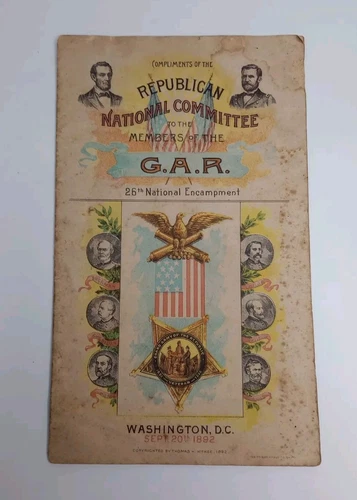 COMPLIMENTS OF THE
REPUBLICAN
NATIONAL COMMITTEE
TO THE
MEMBERS OF THE
G.A.R.
26th National Encampment
WASHINGTON, D.C.
SEPT. 20TH 1892